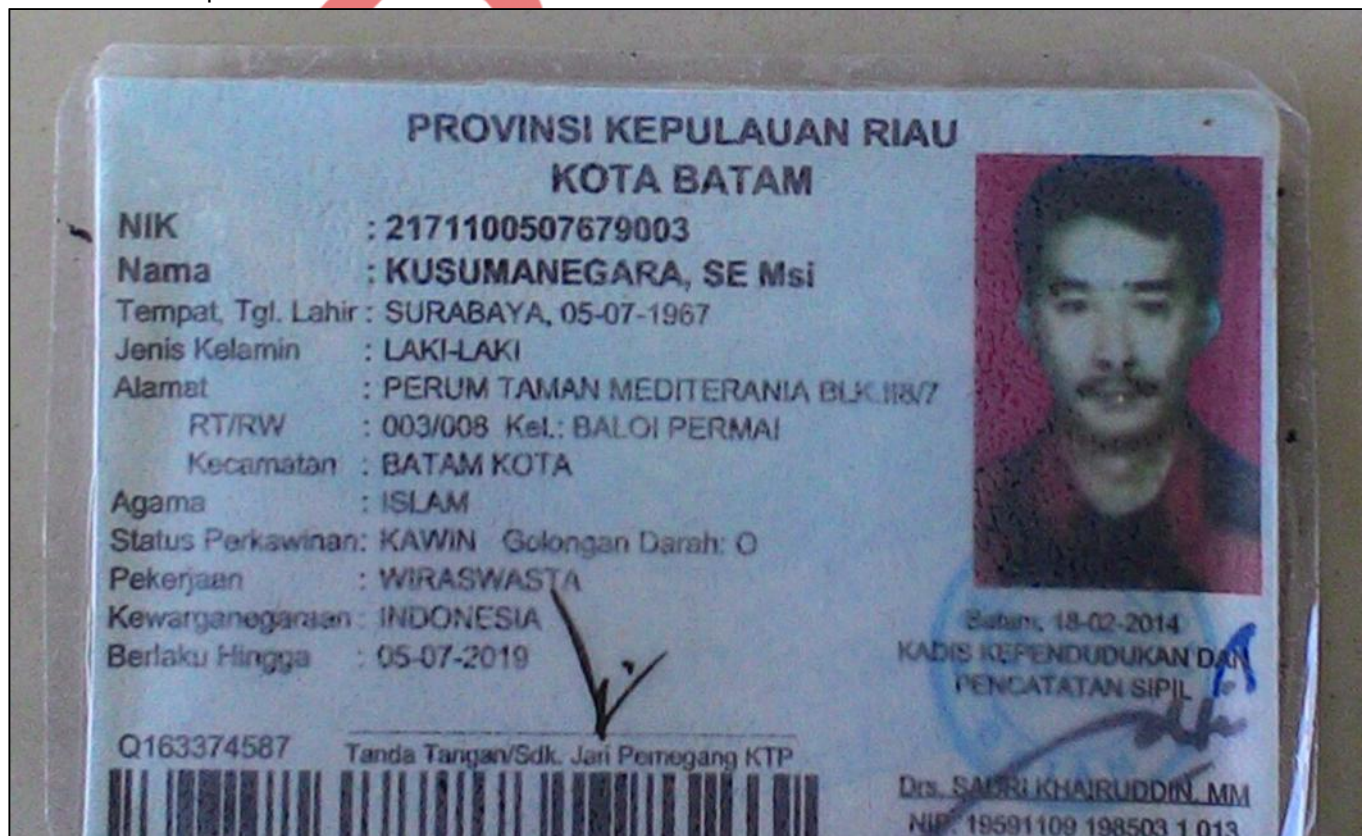 PROVINSI KEPULAUAN RIAU
KOTA BATAM
NIK : 2171100507679003
Nama : KUSUMANEGARA, SE Msi
Tempat, Tgl. Lahir : SURABAYA, 05-07-1967
Jenis Kelamin : LAKI-LAKI
Alamat : PERUM TAMAN MEDITERANIA
RT/RW : 003/008 Kel.: BALOI PERMAI
Kecamatan : BATAM KOTA
Agama : ISLAM
Status Perkawinan: KAWIN Golongan Darah: O
Pekerjaan : WIRASWASTA
Kewarganegaraan : INDONESIA
Berlaku Hingga : 05-07-2019
Batam, 18-02-2014
KADIS KEPENDUDUKAN DAN
PENCATATAN SIPIL
Q163374587
Tanda Tangan/Sdk. Jari Pemegang KTP
Drs. KHAIRUDDIN, MM
NIP. 19591109 198503 1 013